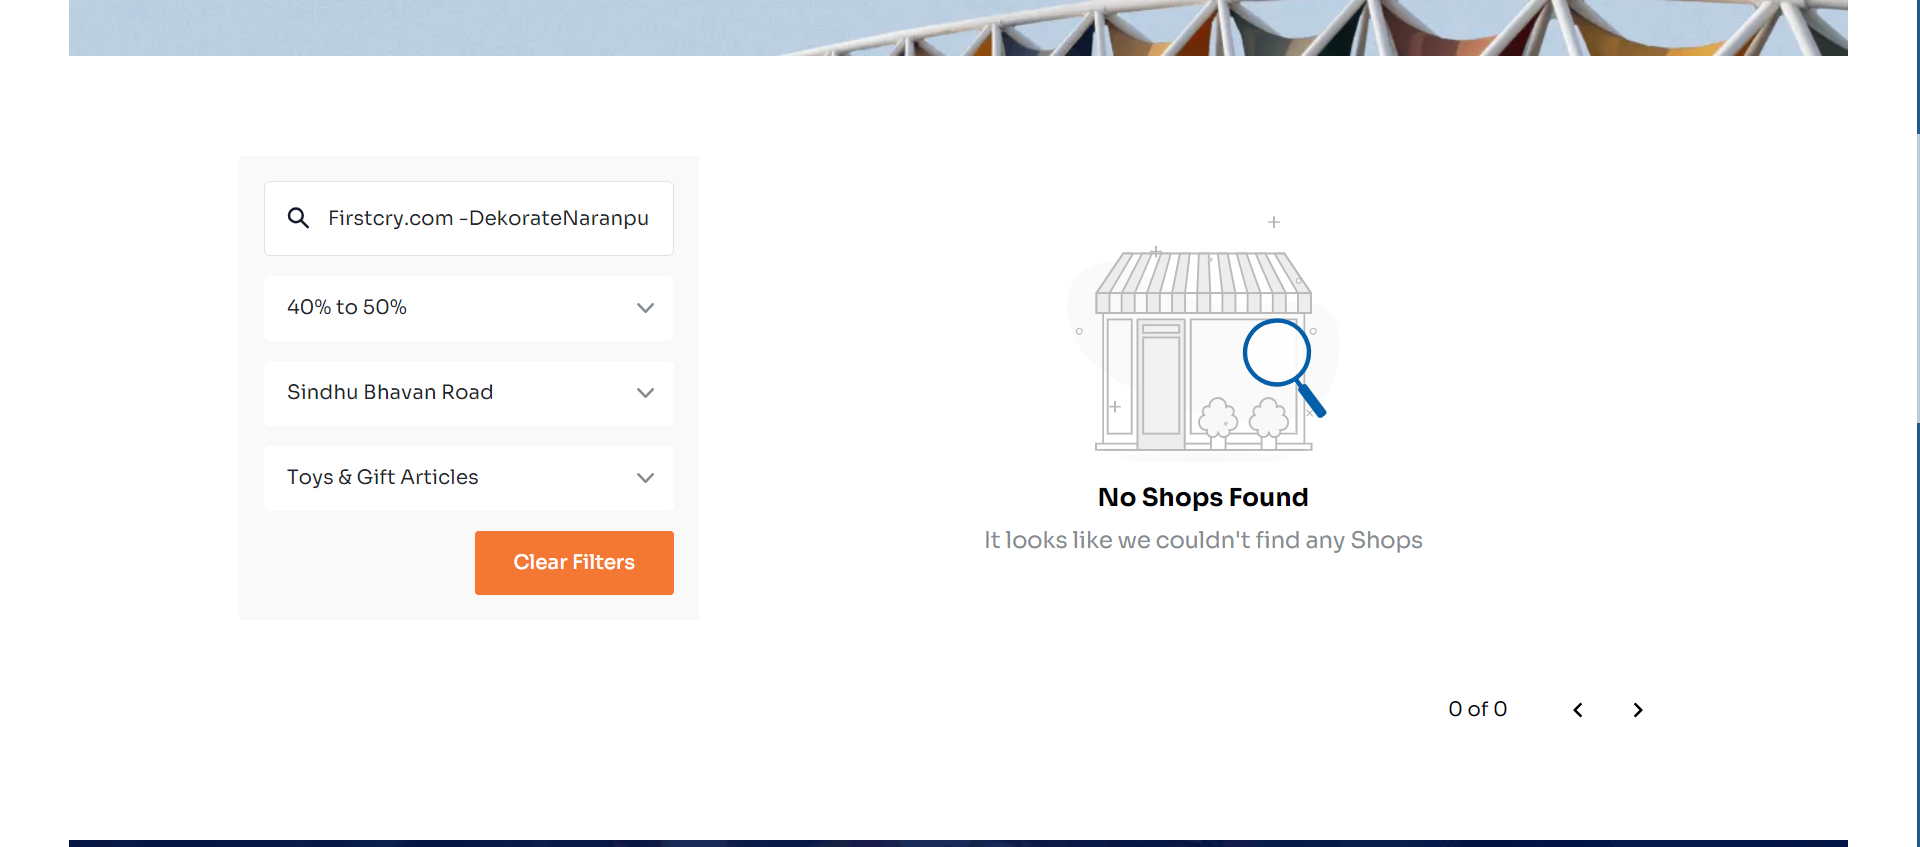 Firstcry.com -DekorateNaranpu
40% to 50%
Sindhu Bhavan Road
Toys & Gift Articles
Clear Filters
No Shops Found
It looks like we couldn't find any Shops
0 of 0